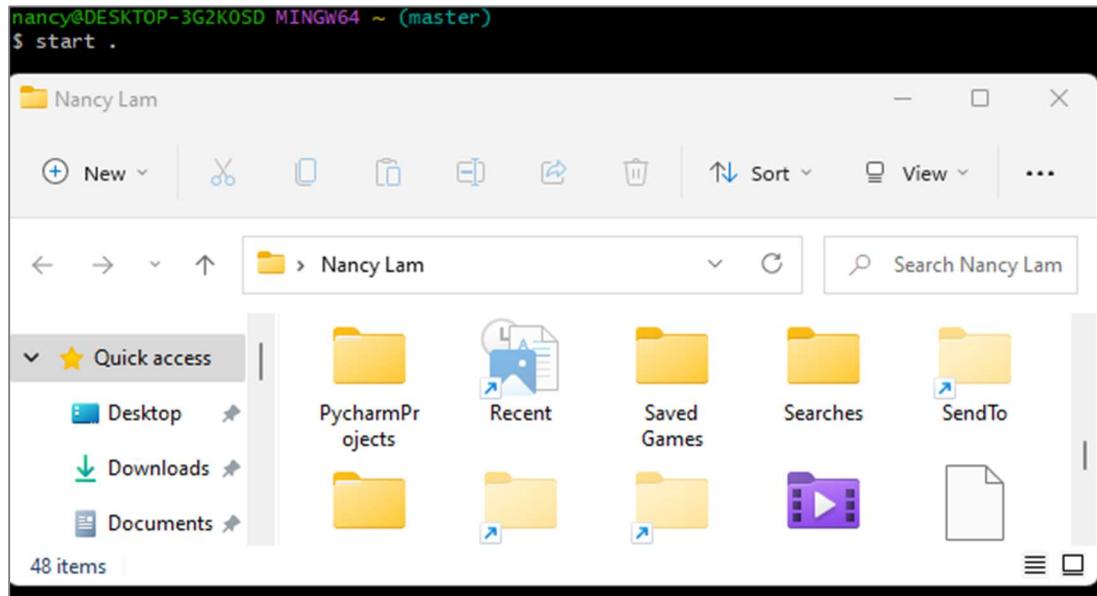 nancy@DESKTOP-3G2KOSD MINGW64 ~ (master)
$ start .
Nancy Lam
New Sort View
Nancy Lam Search Nancy Lam
Quick access
Desktop
Downloads
Documents
PycharmPr
ojects
Recent
Saved
Games
Searches
SendTo
48 items